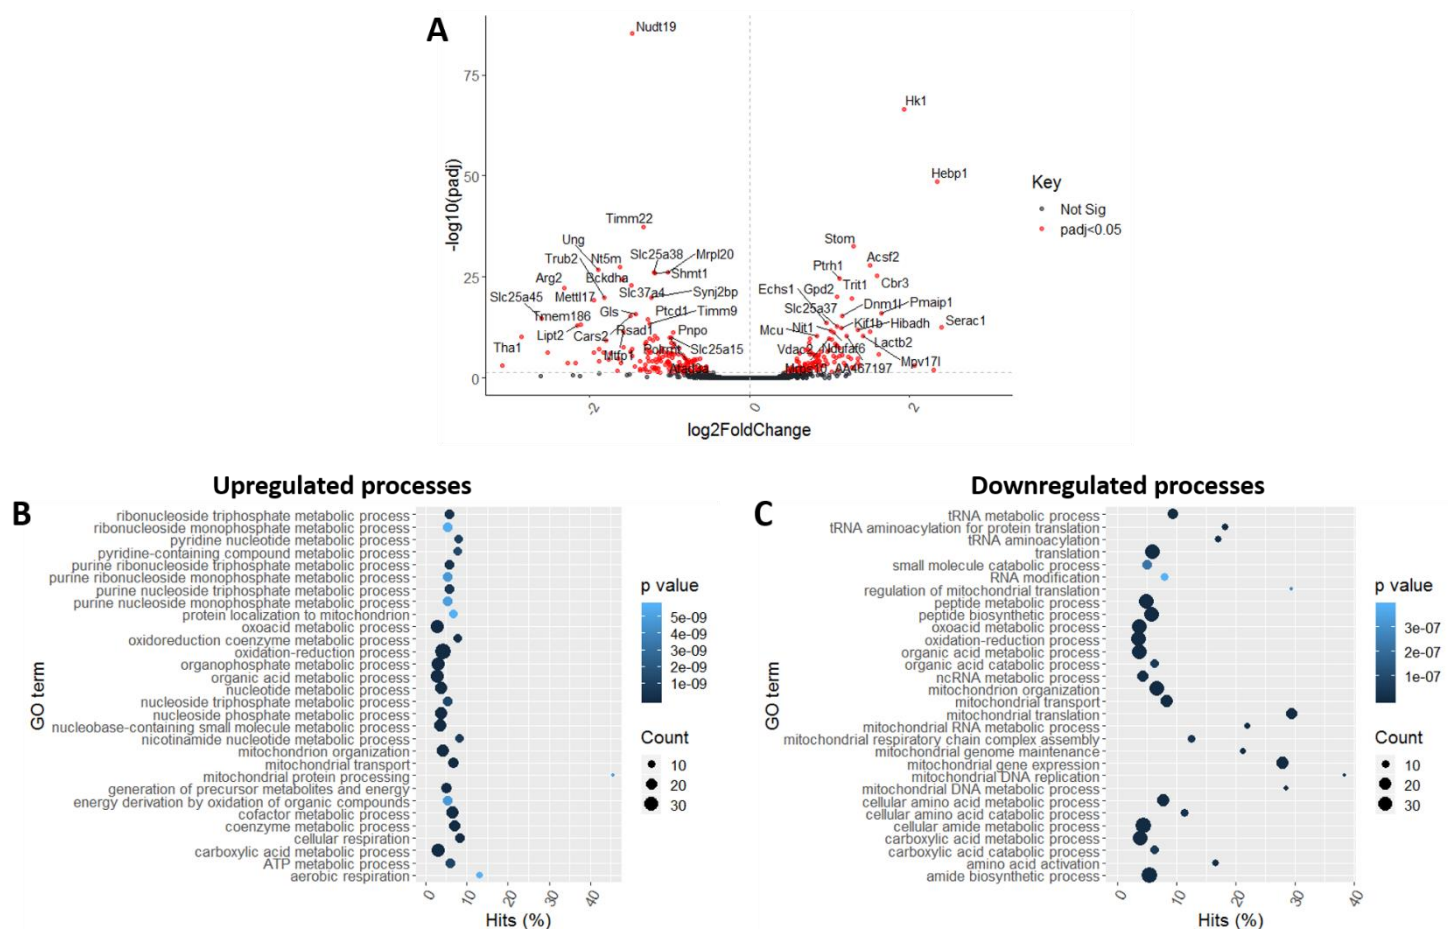 A
Nudt19
75
Hk1
50
Hebp1
Key
Not Sig
padj<0.05
-log10(padj)
Timm22
Ung
Stom
Trub2
Nt5m
Slc25a38
Mrpl20
Acsf2
Ptrh1
Arg2
Bckdha
Shmt1
Cbr3
25
Trit1
Echs1
Gpd2
Slc25a45
Mettl17
Slc37a4
Synj2bp
Dnm1l
Pmaip1
Slc25a37
Gls
Ptcd1
Timm9
Tmem186
Kif1b
Hibadh
Serac1
Lipt2
Cars2
Rsad1
Pnpo
Mcu
Nit1
Lactb2
Tha1
Mtfp1
Polrmt
Slc25a15
Vdac2
Ndufaf6
Mpv17l
AA467197
0
-2
0
2
log2FoldChange
Upregulated processes
B
ribonucleoside triphosphate metabolic process
ribonucleoside monophosphate metabolic process
pyridine nucleotide metabolic process
pyridine-containing compound metabolic process
purine ribonucleoside triphosphate metabolic process
purine ribonucleoside monophosphate metabolic process
purine nucleoside triphosphate metabolic process
purine nucleoside monophosphate metabolic process
protein localization to mitochondrion
oxoacid metabolic process
oxidoreduction coenzyme metabolic process
oxidation-reduction process
organophosphate metabolic process
organic acid metabolic process
nucleotide metabolic process
nucleoside triphosphate metabolic process
nucleoside phosphate metabolic process
nucleobase-containing small molecule metabolic process
nicotinamide nucleotide metabolic process
mitochondrion organization
mitochondrial transport
mitochondrial protein processing
generation of precursor metabolites and energy
energy derivation by oxidation of organic compounds
cofactor metabolic process
coenzyme metabolic process
cellular respiration
carboxylic acid metabolic process
ATP metabolic process
aerobic respiration
GO term
0
10
20
30
40
Hits (%)
p value
5e-09
4e-09
3e-09
2e-09
1e-09
Count
10
20
30
Downregulated processes
C
tRNA metabolic process
tRNA aminoacylation for protein translation
tRNA aminoacylation
translation
small molecule catabolic process
RNA modification
regulation of mitochondrial translation
peptide metabolic process
peptide biosynthetic process
oxoacid metabolic process
oxidation-reduction process
organic acid metabolic process
organic acid catabolic process
ncRNA metabolic process
mitochondrion organization
mitochondrial transport
mitochondrial translation
mitochondrial RNA metabolic process
mitochondrial respiratory chain complex assembly
mitochondrial genome maintenance
mitochondrial gene expression
mitochondrial DNA replication
mitochondrial DNA metabolic process
cellular amino acid metabolic process
cellular amino acid catabolic process
cellular amide metabolic process
carboxylic acid metabolic process
carboxylic acid catabolic process
amino acid activation
amide biosynthetic process
GO term
0
10
20
30
40
Hits (%)
p value
3e-07
2e-07
1e-07
Count
10
20
30